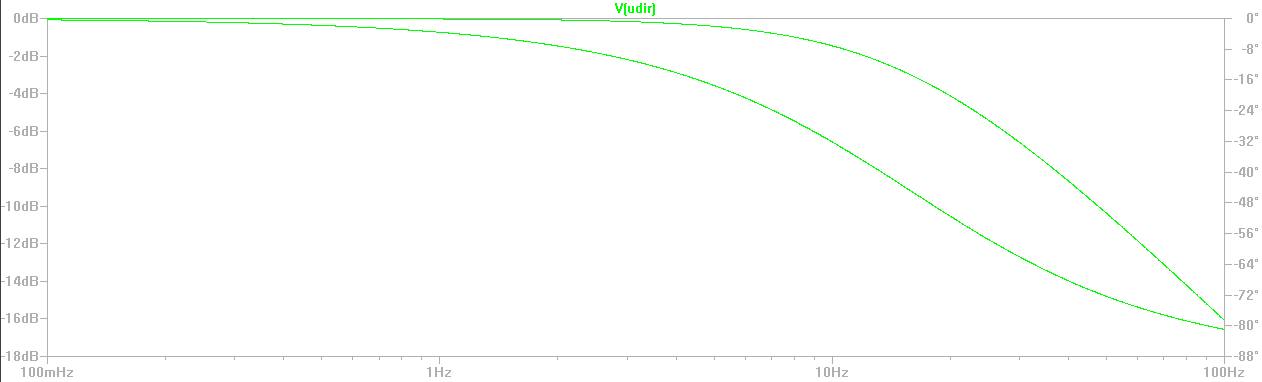 V(udir)
0dB 0°
-2dB -8°
-4dB -16°
-6dB -24°
-8dB -32°
-10dB -40°
-12dB -48°
-14dB -56°
-16dB -64°
-18dB -72°
-80°
-88°
100mHz 1Hz 10Hz 100Hz